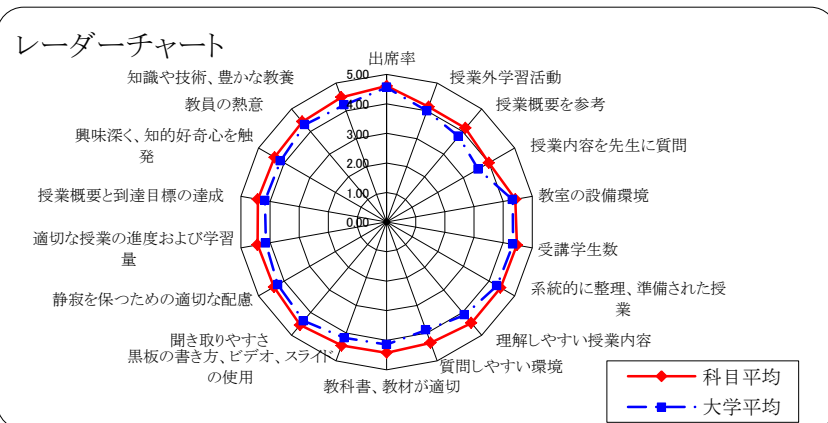 レーダーチャート
出席率
授業外学習活動
授業概要を参考
授業内容を先生に質問
教室の設備環境
受講学生数
系統的に整理、準備された授
業
理解しやすい授業内容
質問しやすい環境
教科書、教材が適切
黒板の書き方、ビデオ、スライド
の使用
聞き取りやすさ
静寂を保つための適切な配慮
適切な授業の進度および学習
量
授業概要と到達目標の達成
興味深く、知的好奇心を触
発
教員の熱意
知識や技術、豊かな教養
5.00
4.00
3.00
2.00
1.00
0.00
科目平均
大学平均